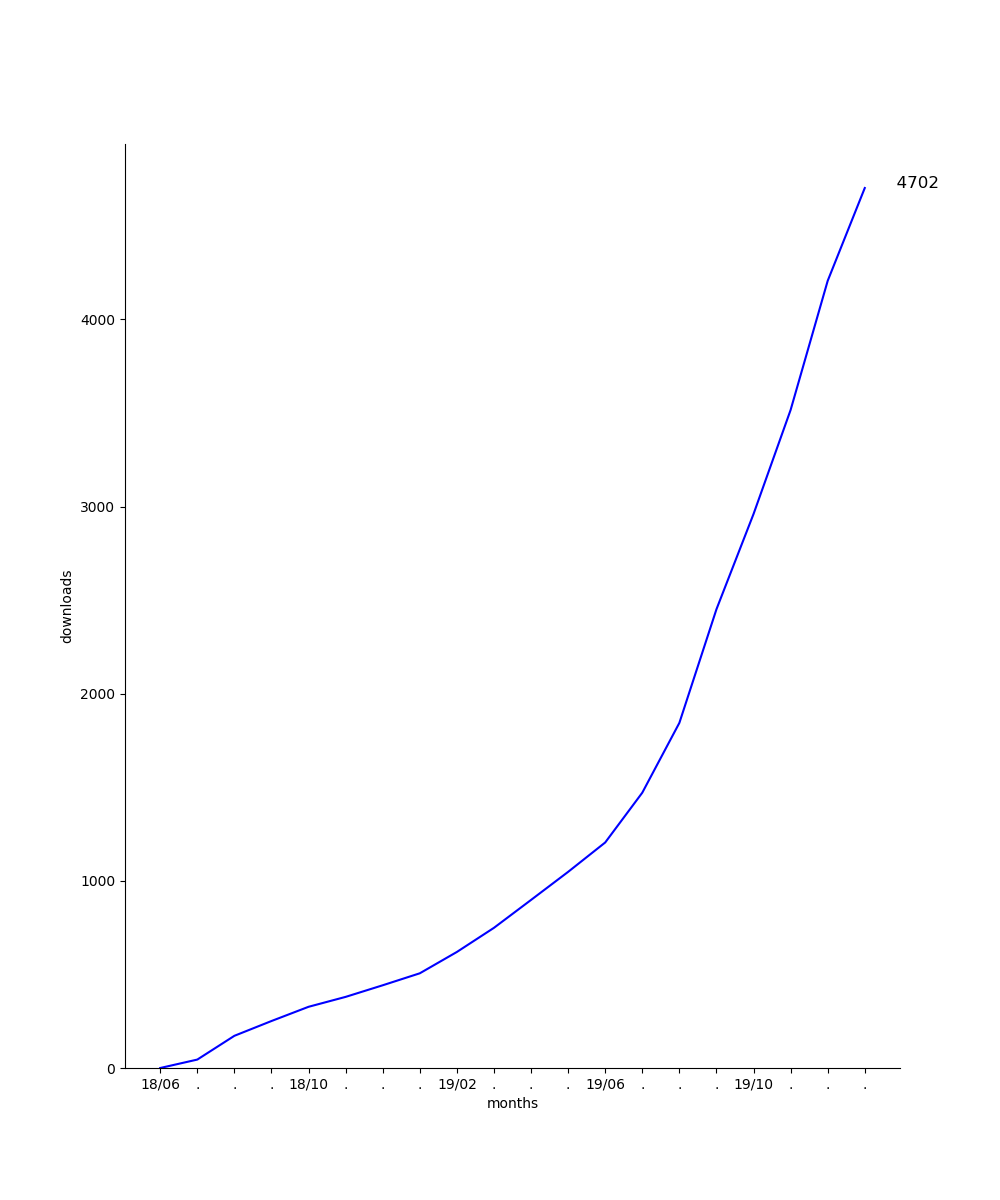 4702
4000
3000
2000
1000
0
downloads
18/06 . . . 18/10 . . . 19/02 . . . 19/06 . . . 19/10 . . .
months